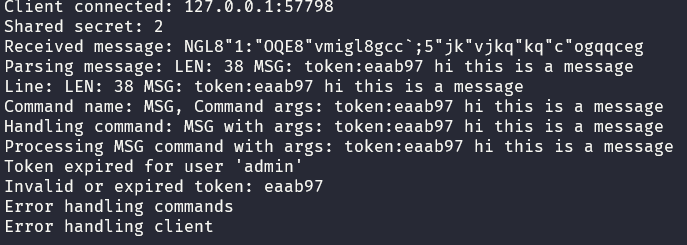 Client connected: 127.0.0.1:57798
Shared secret: 2
Received message: NGL8"1:"OQE8"vmigl8gcc`;5"jk"vjkq"kq"c"ogqqceg
Parsing message: LEN: 38 MSG: token:eaab97 hi this is a message
Line: LEN: 38 MSG: token:eaab97 hi this is a message
Command name: MSG, Command args: token:eaab97 hi this is a message
Handling command: MSG with args: token:eaab97 hi this is a message
Processing MSG command with args: token:eaab97 hi this is a message
Token expired for user 'admin'
Invalid or expired token: eaab97
Error handling commands
Error handling client